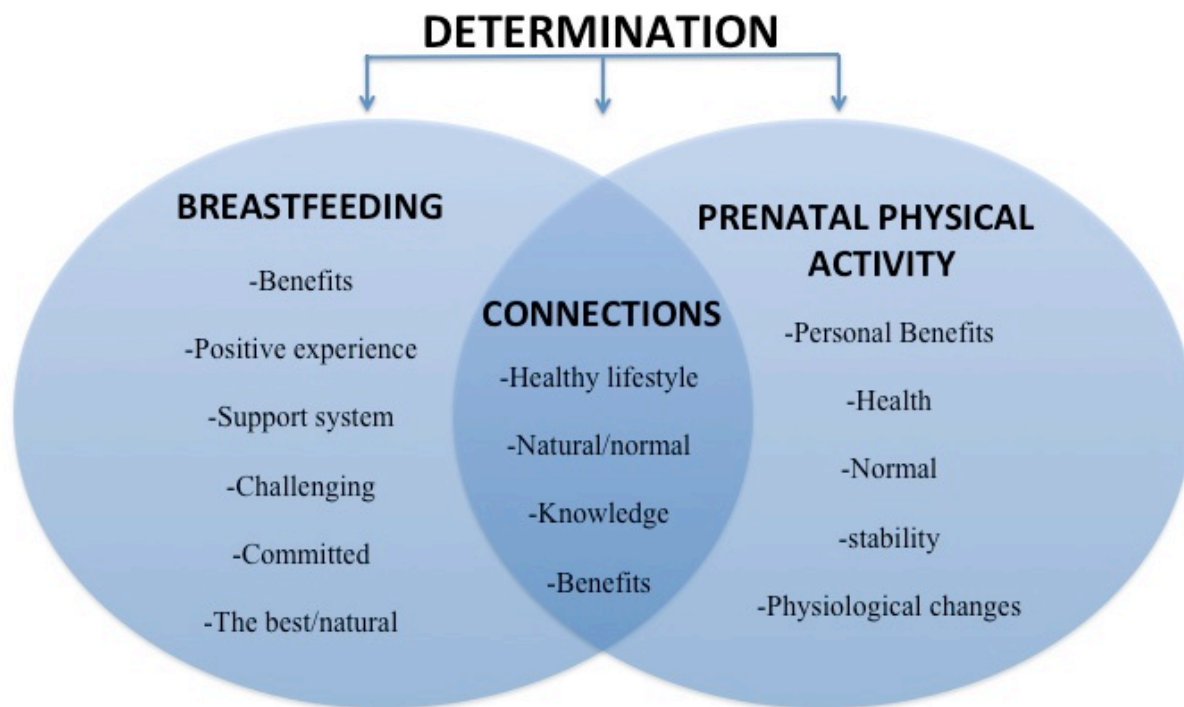 DETERMINATION
BREASTFEEDING
-Benefits
-Positive experience
-Support system
-Challenging
-Committed
-The best/natural
CONNECTIONS
-Healthy lifestyle
-Natural/normal
-Knowledge
-Benefits
PRENATAL PHYSICAL
ACTIVITY
-Personal Benefits
-Health
-Normal
-stability
-Physiological changes